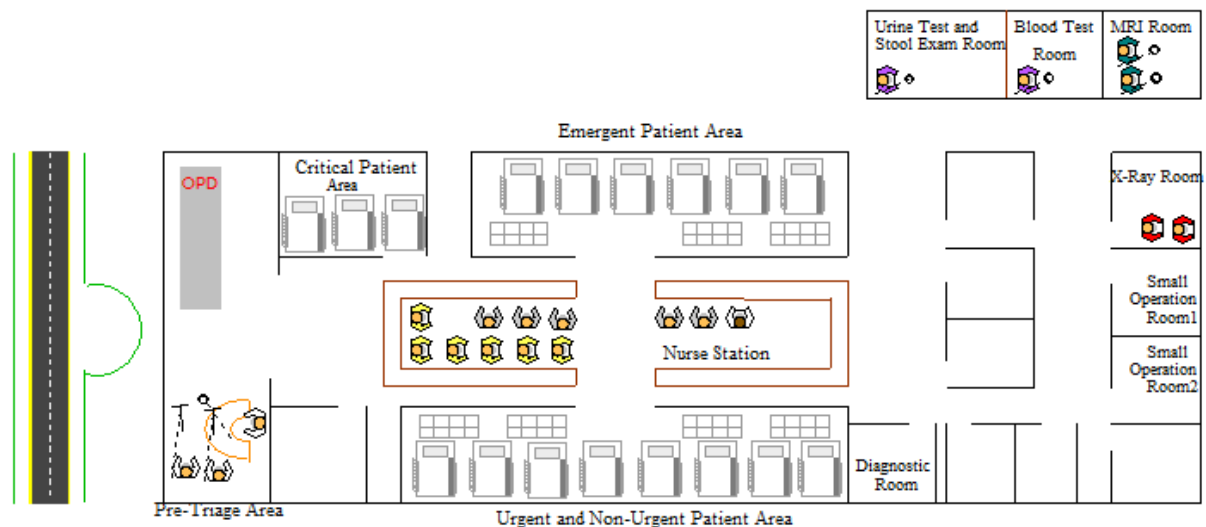 Urine Test and
Stool Exam Room
Blood Test
Room
MRI Room
Emergent Patient Area
Critical Patient
Area
OPD
X-Ray Room
Small
Operation
Room1
Nurse Station
Small
Operation
Room2
Diagnostic
Room
Pre-Triage Area
Urgent and Non-Urgent Patient Area